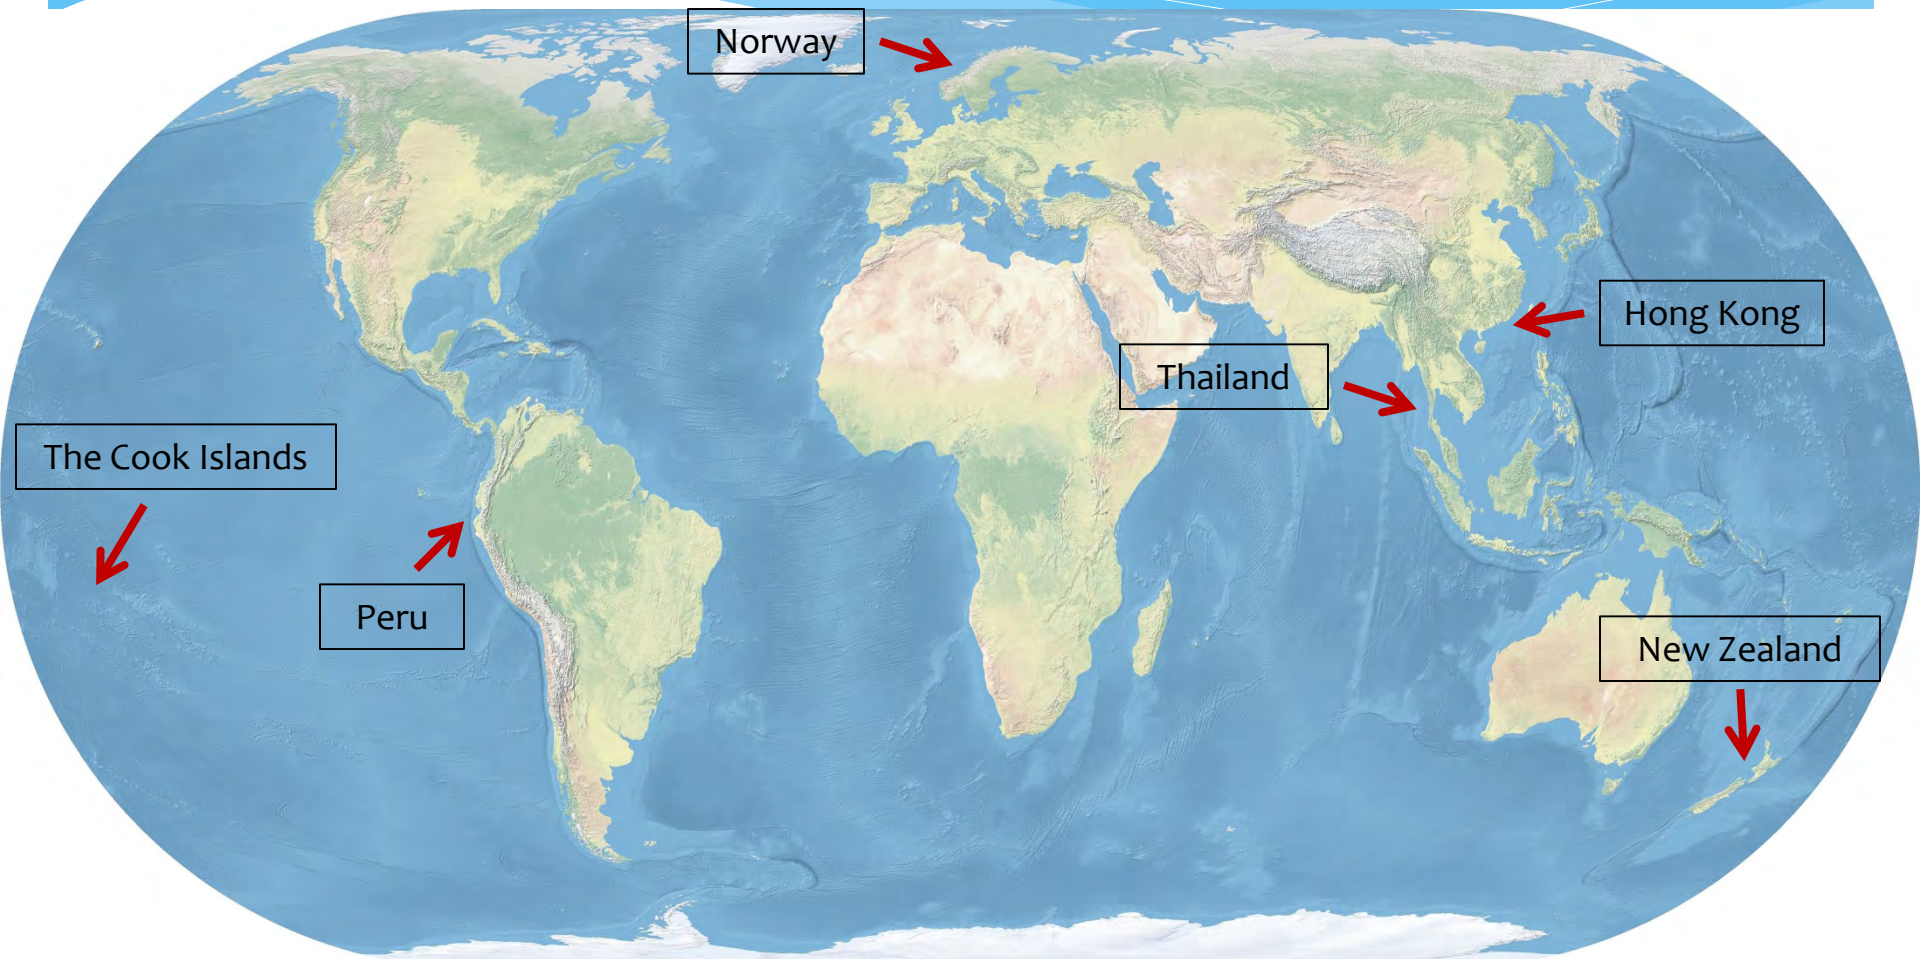 Norway
Hong Kong
Thailand
The Cook Islands
Peru
New Zealand